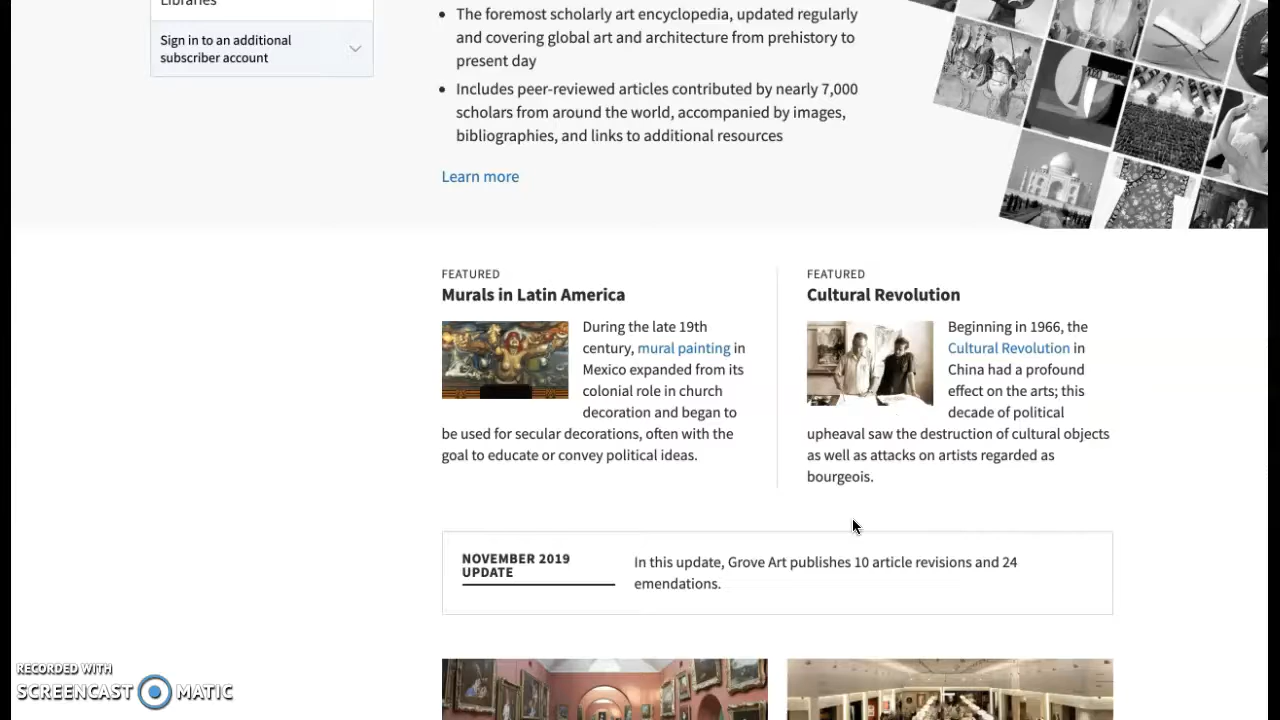 Libraries
Sign in to an additional
subscriber account
The foremost scholarly art encyclopedia, updated regularly
and covering global art and architecture from prehistory to
present day
Includes peer-reviewed articles contributed by nearly 7,000
scholars from around the world, accompanied by images,
bibliographies, and links to additional resources
Learn more
FEATURED
Murals in Latin America
During the late 19th
century, mural painting in
Mexico expanded from its
colonial role in church
decoration and began to
be used for secular decorations, often with the
goal to educate or convey political ideas.
FEATURED
Cultural Revolution
Beginning in 1966, the
Cultural Revolution in
China had a profound
effect on the arts; this
decade of political
upheaval saw the destruction of cultural objects
as well as attacks on artists regarded as
bourgeois.
NOVEMBER 2019
UPDATE
In this update, Grove Art publishes 10 article revisions and 24
emendations.
RECORDED WITH
SCREENCAST MATIC